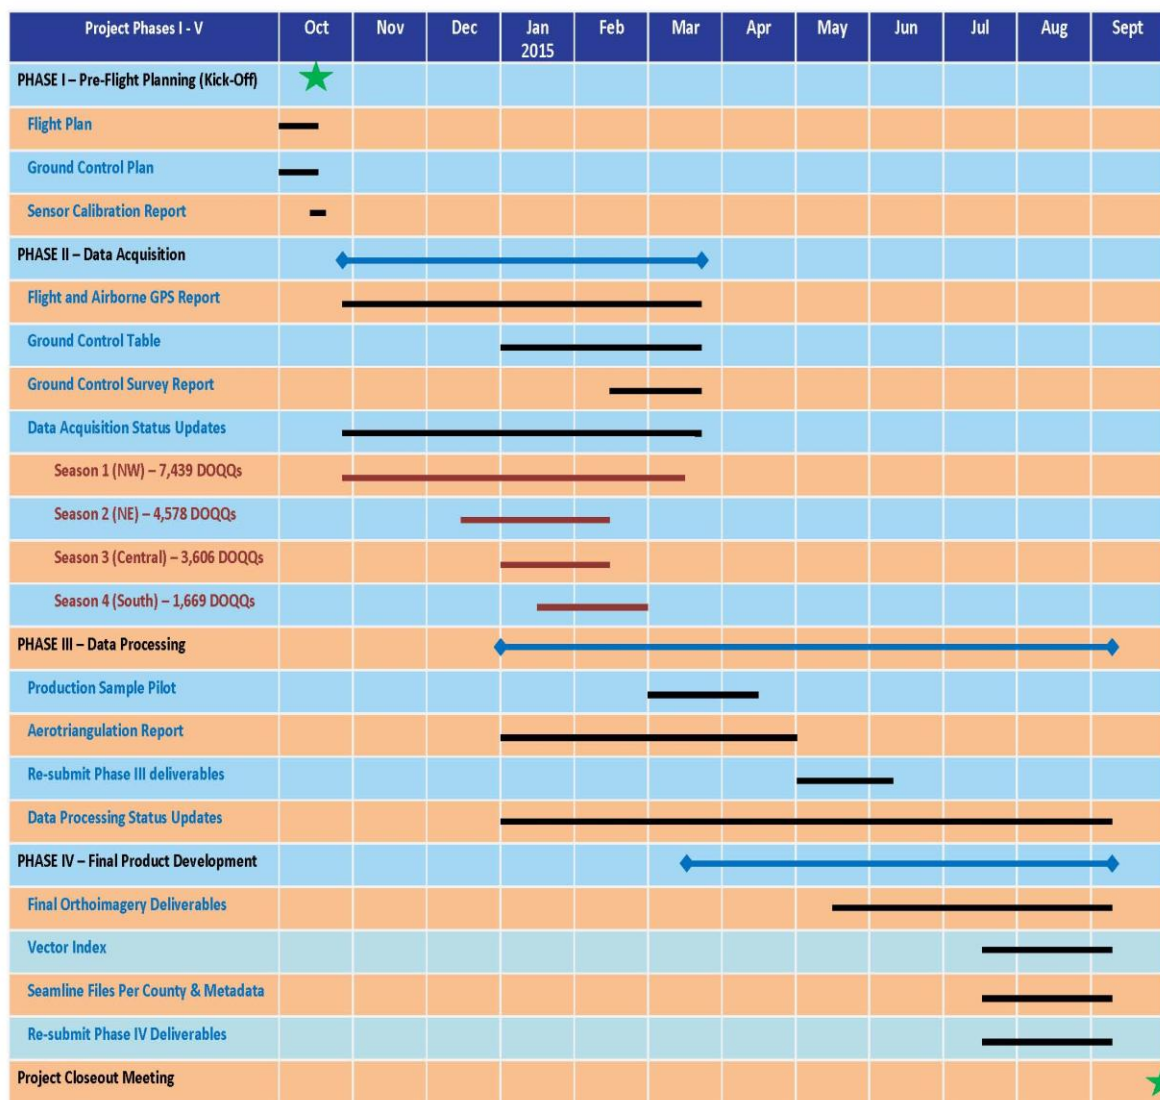 Project Phases I - V Oct Nov Dec Jan Feb Mar Apr May Jun Jul Aug Sept
2015
PHASE I – Pre-Flight Planning (Kick-Off)
Flight Plan
Ground Control Plan
Sensor Calibration Report
PHASE II – Data Acquisition
Flight and Airborne GPS Report
Ground Control Table
Ground Control Survey Report
Data Acquisition Status Updates
Season 1 (NW) – 7,439 DOQQs
Season 2 (NE) – 4,578 DOQQs
Season 3 (Central) – 3,606 DOQQs
Season 4 (South) – 1,669 DOQQs
PHASE III – Data Processing
Production Sample Pilot
Aerotriangulation Report
Re-submit Phase III deliverables
Data Processing Status Updates
PHASE IV – Final Product Development
Final Orthoimagery Deliverables
Vector Index
Seamline Files Per County & Metadata
Re-submit Phase IV Deliverables
Project Closeout Meeting